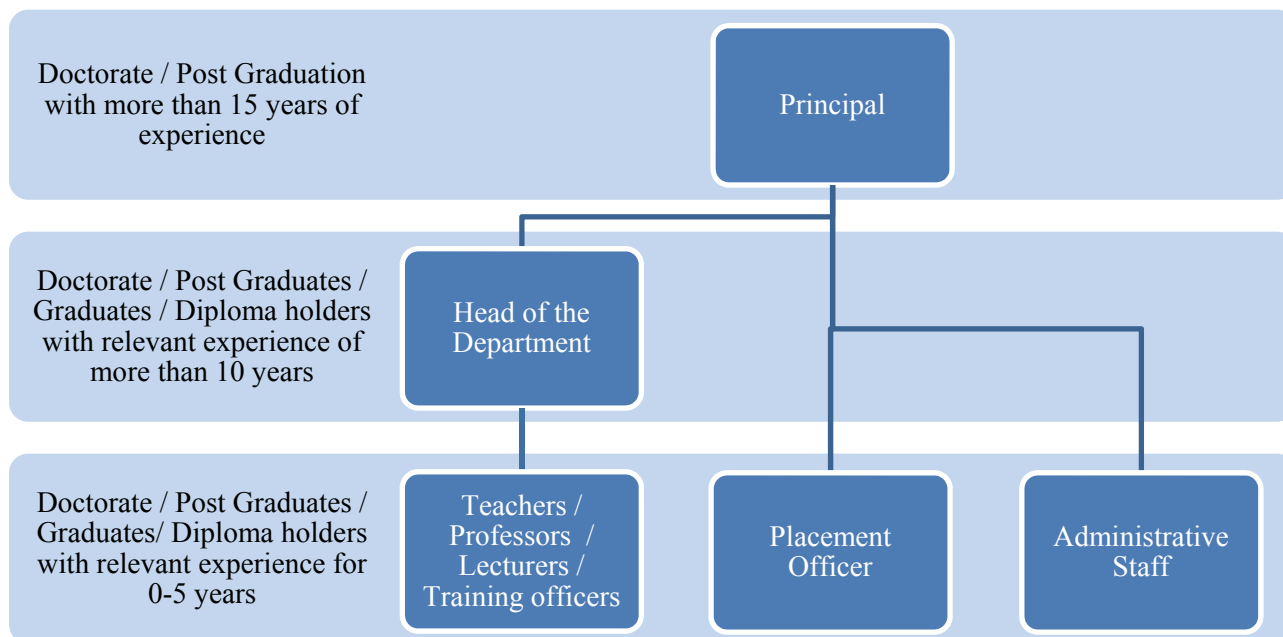 Doctorate / Post Graduation
with more than 15 years of
experience
Principal
Doctorate / Post Graduates /
Graduates / Diploma holders
with relevant experience of
more than 10 years
Head of the
Department
Doctorate / Post Graduates /
Graduates/ Diploma holders
with relevant experience for
0-5 years
Teachers /
Professors /
Lecturers /
Training officers
Placement
Officer
Administrative
Staff